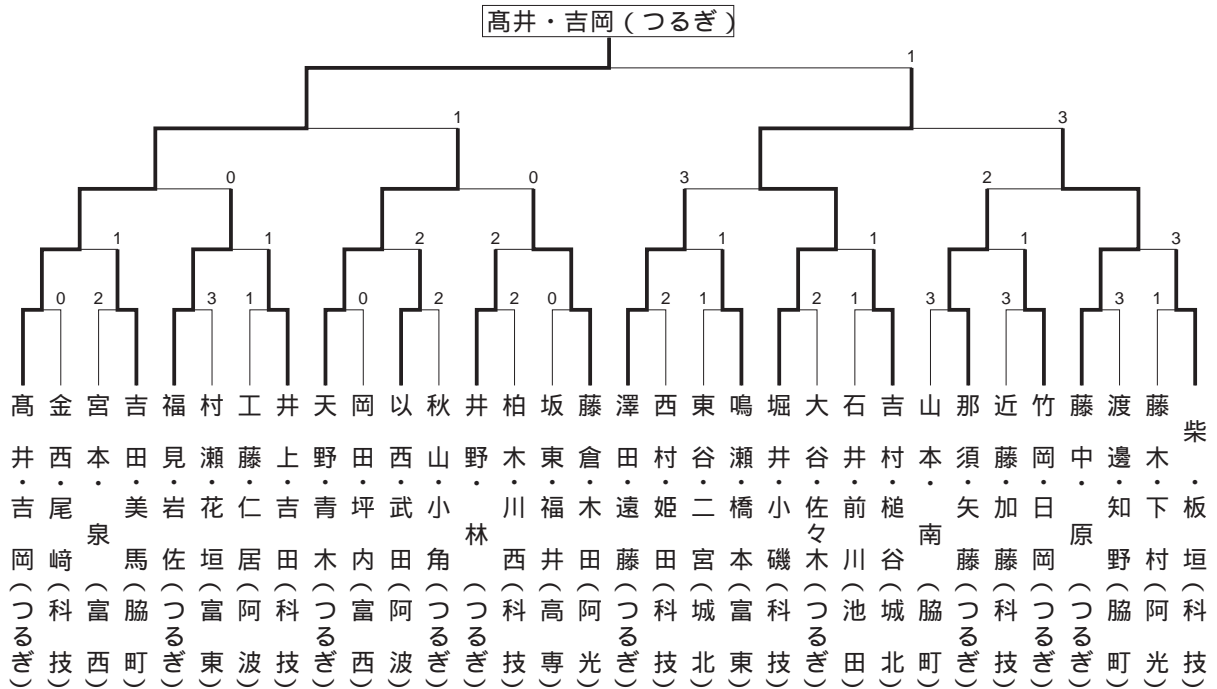 髙井・吉岡(つるぎ)
1
1 3
0 0 3 2
1 1 2 2 1 1 1 3
0 2 3 1 0 2 2 0 2 1 2 1 3 3 3 1
髙井・吉岡(つるぎ)
金西・尾﨑(科技)
宮本・泉(富西)
吉田・美馬(脇町)
福見・岩佐(つるぎ)
村瀬・花垣(富東)
工藤・仁居(阿波)
井上・吉田(科技)
天野・青木(つるぎ)
岡田・坪内(富西)
以西・武田(阿波)
秋山・小角(つるぎ)
井野・林(つるぎ)
柏木・川西(科技)
坂東・福井(高専)
藤倉・木田(阿光)
澤田・遠藤(つるぎ)
西村・姫田(科技)
東谷・二宮(城北)
鳴瀬・橋本(富東)
堀井・小磯(科技)
大谷・佐々木(つるぎ)
石井・前川(池田)
吉村・槌谷(城北)
山本・南(脇町)
那須・矢藤(つるぎ)
近藤・加藤(科技)
竹岡・日岡(つるぎ)
藤中・原(つるぎ)
渡邊・知野(脇町)
藤木・下村(阿光)
柴・板垣(科技)